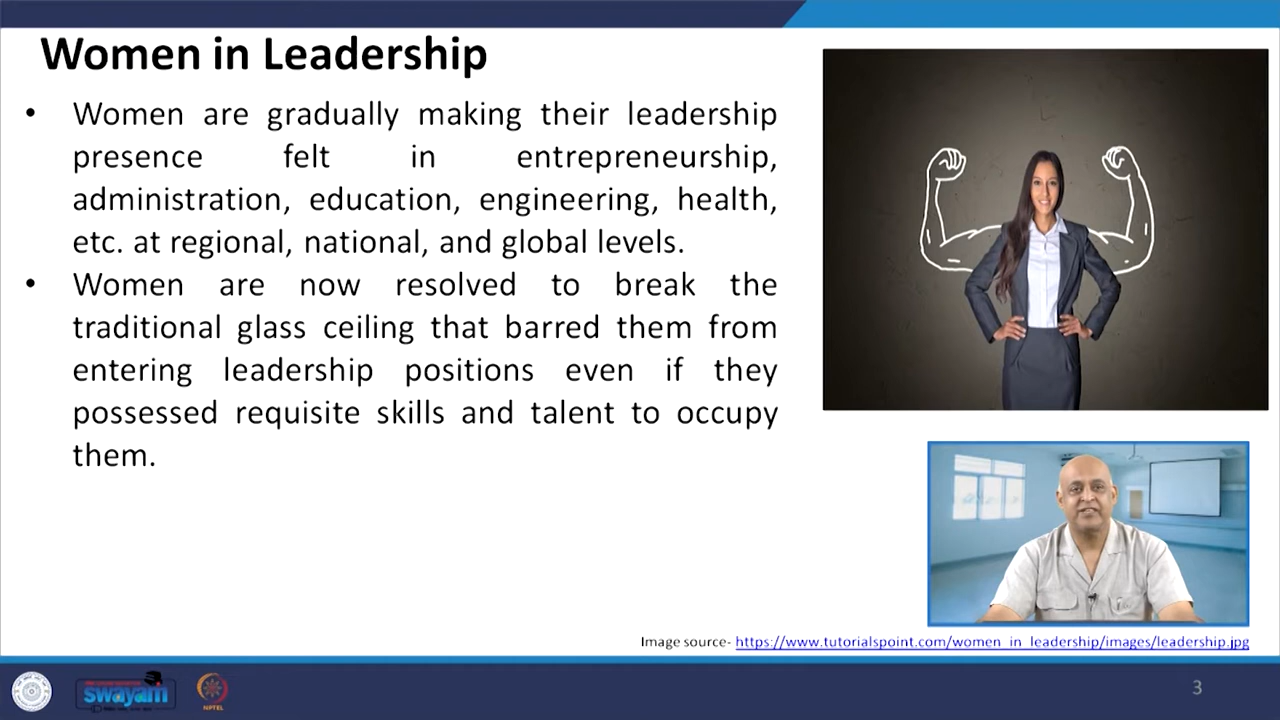 Women in Leadership
• Women are gradually making their leadership
presence felt in entrepreneurship,
administration, education, engineering, health,
etc. at regional, national, and global levels.
• Women are now resolved to break the
traditional glass ceiling that barred them from
entering leadership positions even if they
possessed requisite skills and talent to occupy
them.
Image source- https://www.tutorialspoint.com/women_in_leadership/images/leadership.jpg
swayam
NPTEL
3